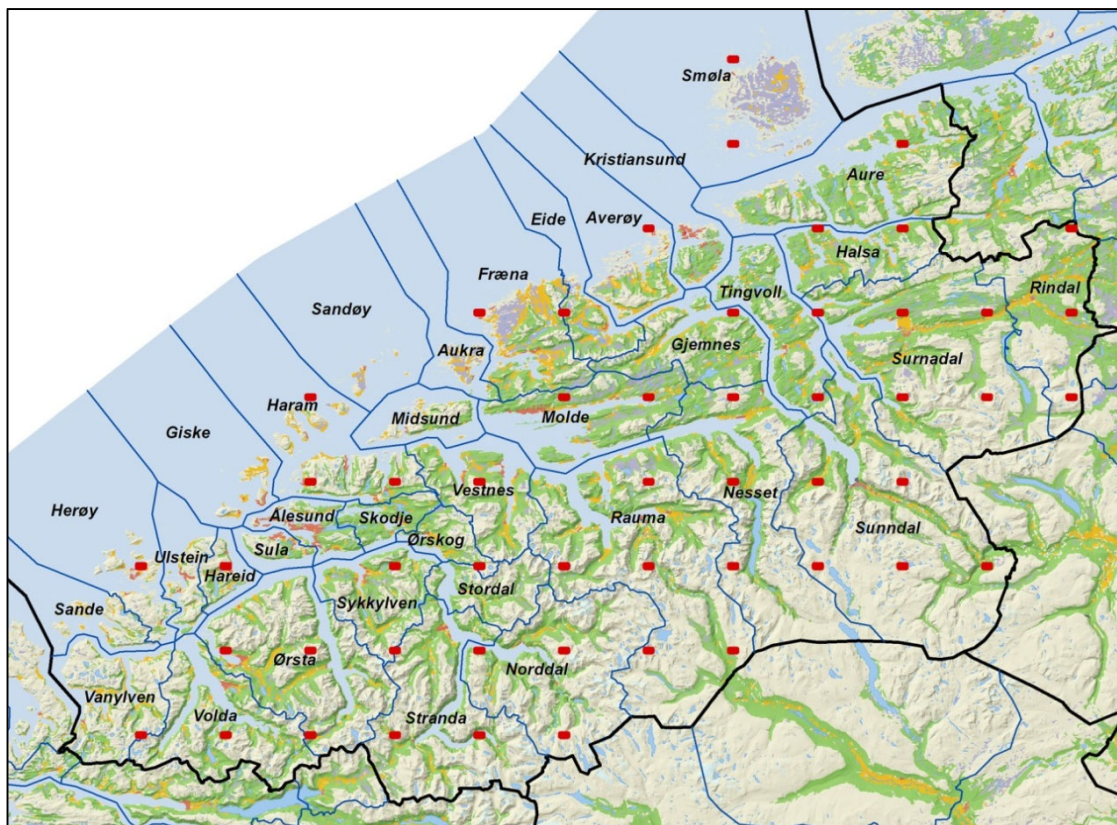 Smøla
Kristiansund
Aure
Eide
Averøy
Halsa
Fræna
Tingvoll
Rindal
Sandøy
Aukra
Gjemnes
Surnadal
Haram
Midsund
Molde
Giske
Vestnes
Nesset
Herøy
Ålesund
Skodje
Rauma
Sunndal
Ørskog
Ulstein
Sula
Hareid
Stordal
Sykkylven
Sande
Ørsta
Norddal
Vanylven
Volda
Stranda